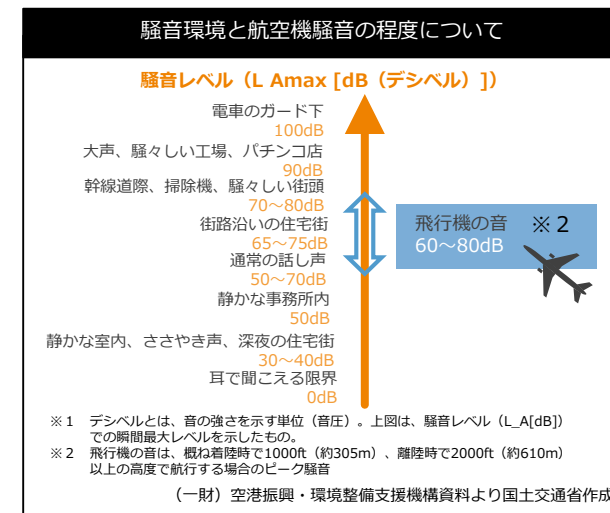 騒音環境と航空機騒音の程度について
騒音レベル（L Amax [dB（デシベル）]）
電車のガード下
100dB
大声、騒々しい工場、パチンコ店
90dB
幹線道際、掃除機、騒々しい街頭
70～80dB
街路沿いの住宅街
65～75dB
通常の話し声
50～70dB
静かな事務所内
50dB
静かな室内、ささやき声、深夜の住宅街
30～40dB
耳で聞こえる限界
0dB
飛行機の音 ※２
60～80dB
※１ デシベルとは、音の強さを示す単位（音圧）。上図は、騒音レベル（L_A[dB]）
での瞬間最大レベルを示したもの。
※２ 飛行機の音は、概ね着陸時で1000ft（約305m）、離陸時で2000ft（約610m）
以上の高度で航行する場合のピーク騒音
（一財）空港振興・環境整備支援機構資料より国土交通省作成